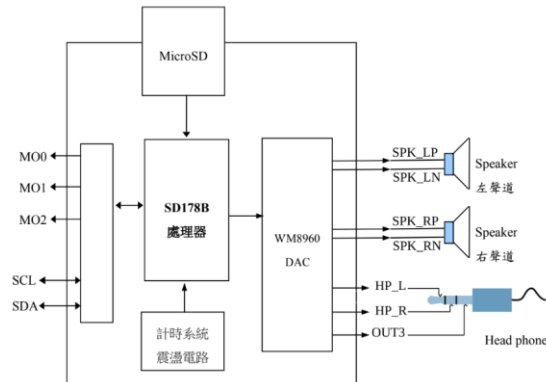 MicroSD
MO0
MO1
MO2
SCL
SDA
SD178B
處理器
計時系統
震盪電路
WM8960
DAC
SPK_LP
SPK_LN
Speaker
左聲道
SPK_RP
SPK_RN
Speaker
右聲道
HP_L
HP_R
OUT3
Head phone